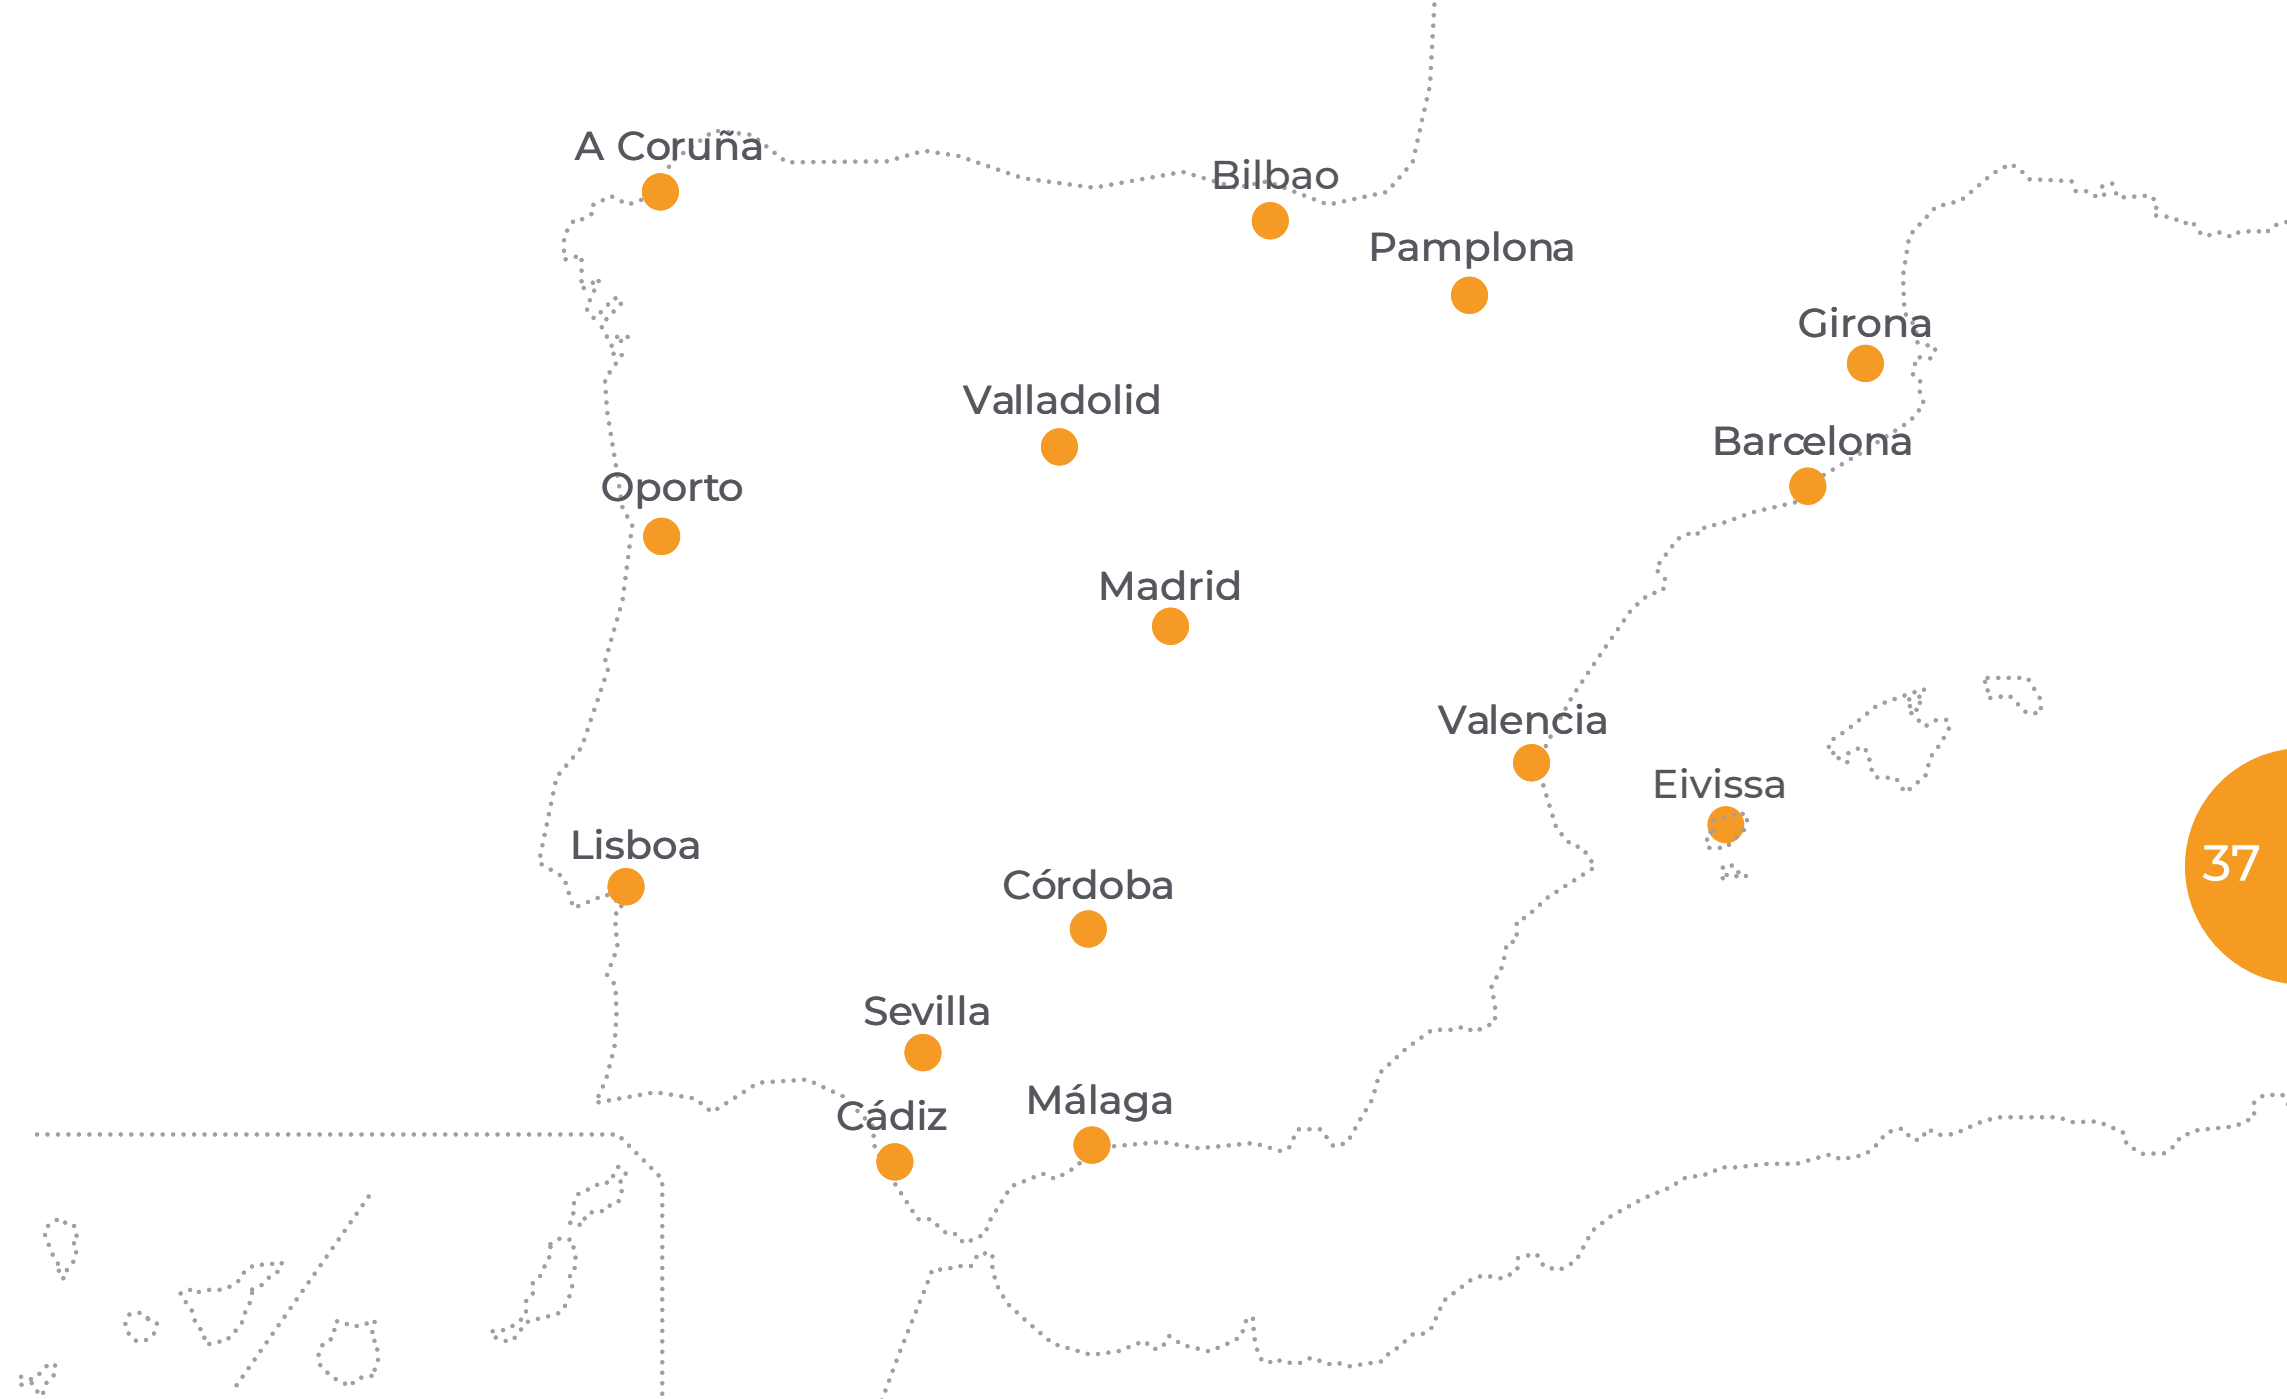 A Coruña
Bilbao
Pamplona
Girona
Valladolid
Barcelona
Oporto
Madrid
Valencia
Eivissa
Lisboa
37
Córdoba
Sevilla
Málaga
Cádiz